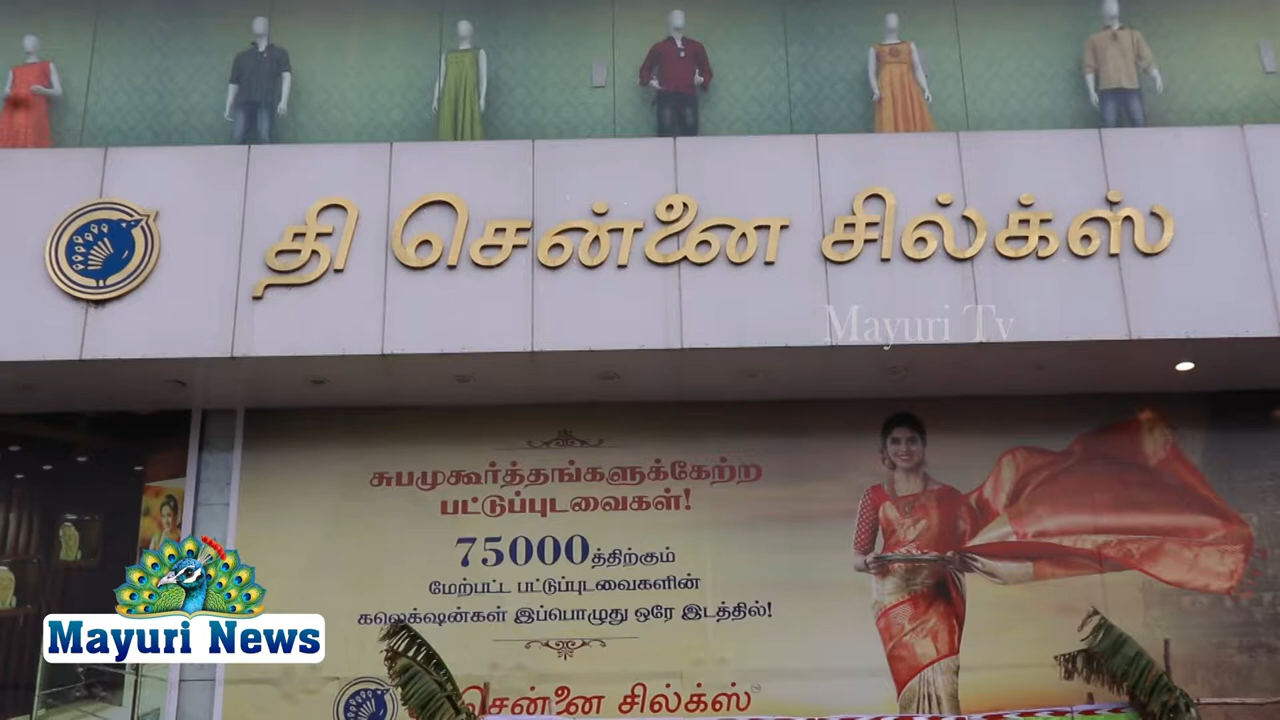 தி சென்னை சில்க்ஸ்
Mayuri Tv
சுபமுகூர்த்தங்களுக்கேற்ற
பட்டுப்புடவைகள்!
75000த்திற்கும்
மேற்பட்ட பட்டுப்புடவைகளின்
கலெக்ஷன்கள் இப்பொழுது ஒரே இடத்தில்!
சென்னை சில்க்ஸ்
Mayuri News